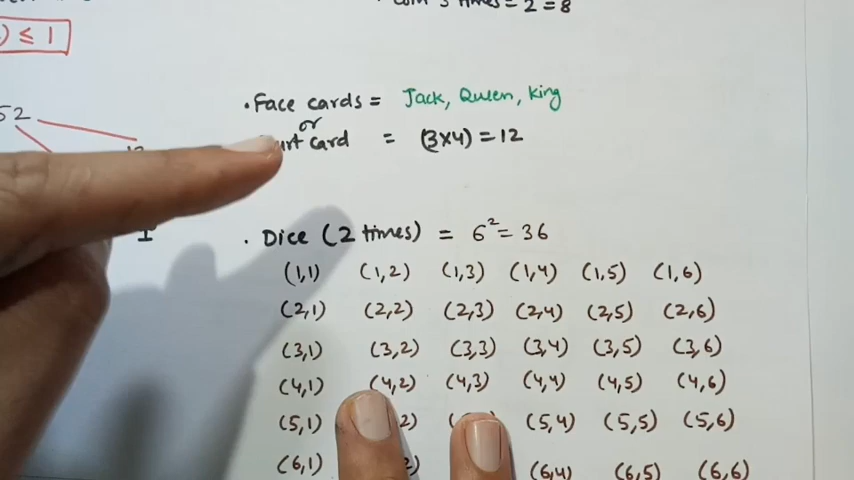 = 2 = 8
) ≤ 1
52
. Face cards = Jack, Queen, King
or
card = (3x4) = 12
. Dice (2 times) = 6² = 36
(1,1) (1,2) (1,3) (1,4) (1,5) (1,6)
(2,1) (2,2) (2,3) (2,4) (2,5) (2,6)
(3,1) (3,2) (3,3) (3,4) (3,5) (3,6)
(4,1) (4,2) (4,3) (4,4) (4,5) (4,6)
(5,1) 2) (5,4) (5,5) (5,6)
(6,1) 2) (6,4) (6,5) (6,6)